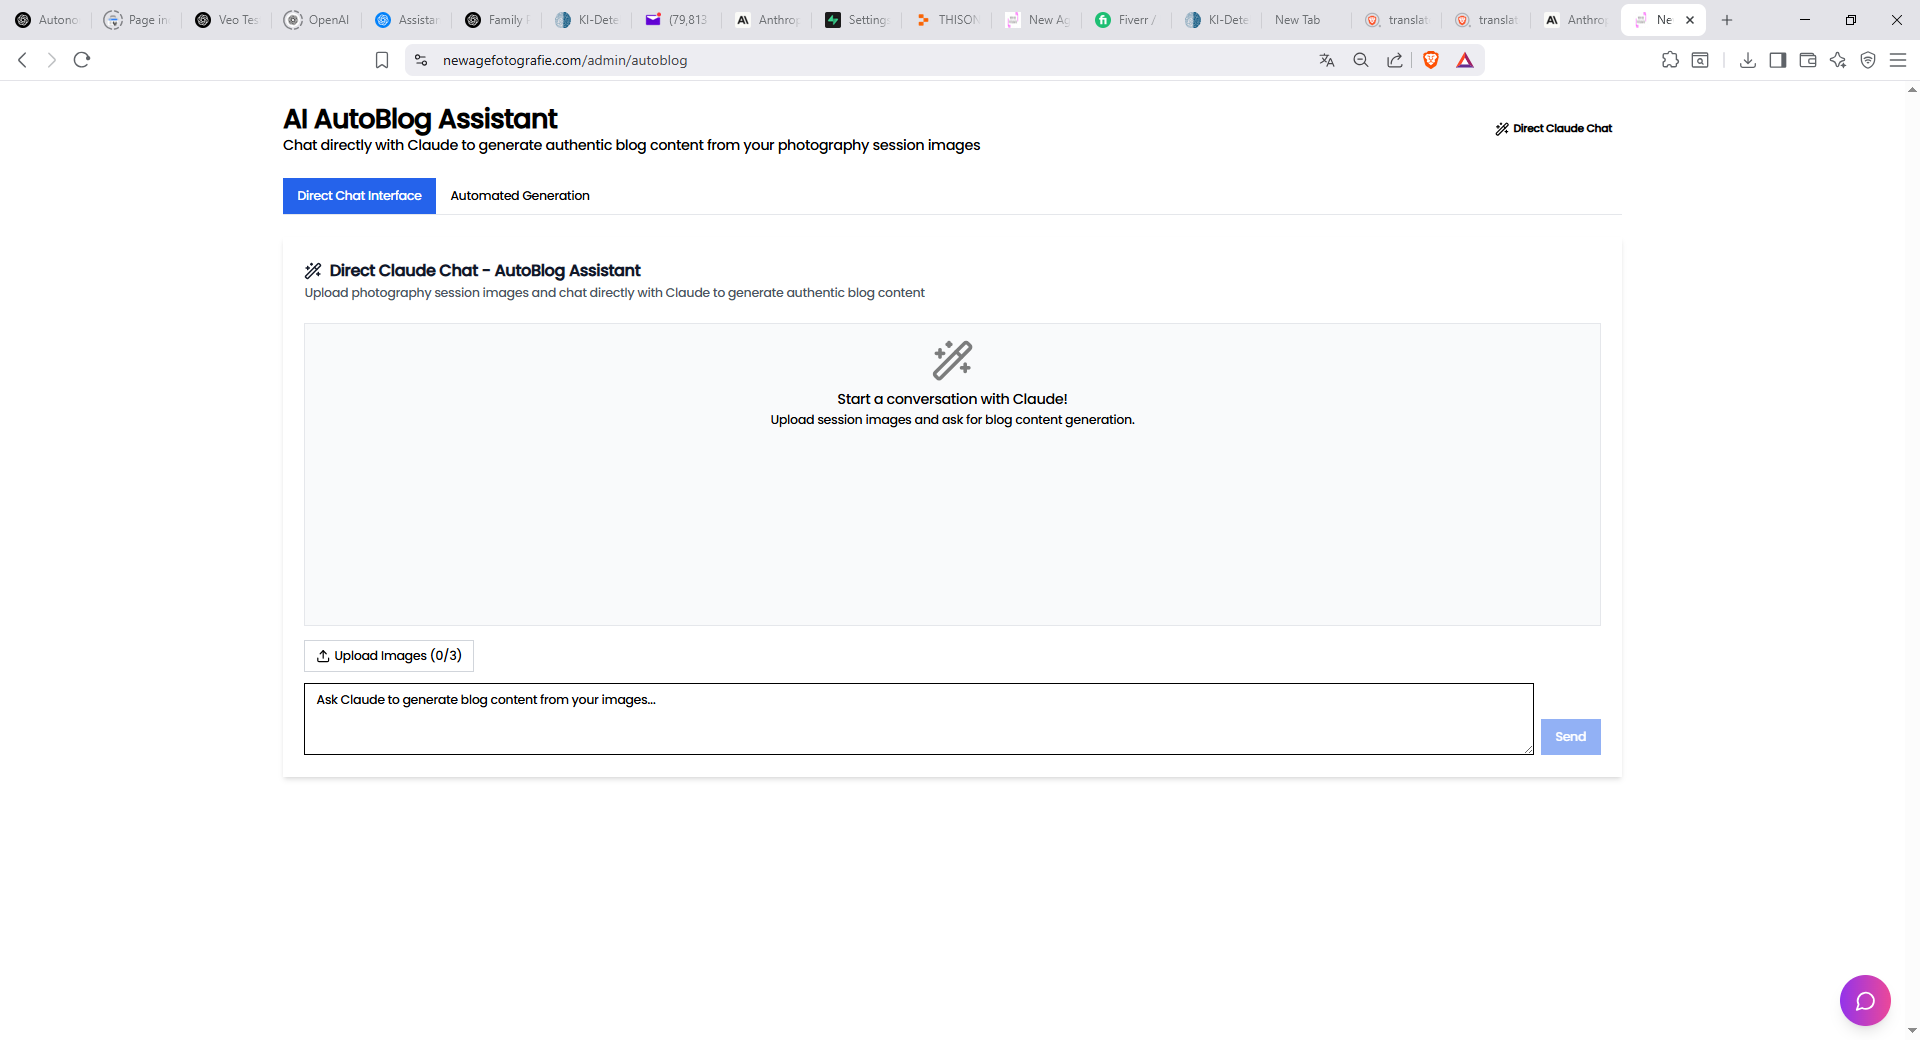 Autono
Page in
Veo Tes
OpenAI
Assistar
Family F
KI-Dete
(79,813
Anthrop
Settings
THISON
New Ag
Fiverr /
KI-Dete
New Tab
translat
translat
Anthrop
Ne
newagefotografie.com/admin/autoblog
AI AutoBlog Assistant
Chat directly with Claude to generate authentic blog content from your photography session images
Direct Claude Chat
Direct Chat Interface
Automated Generation
Direct Claude Chat - AutoBlog Assistant
Upload photography session images and chat directly with Claude to generate authentic blog content
Start a conversation with Claude!
Upload session images and ask for blog content generation.
Upload Images (0/3)
Ask Claude to generate blog content from your images...
Send